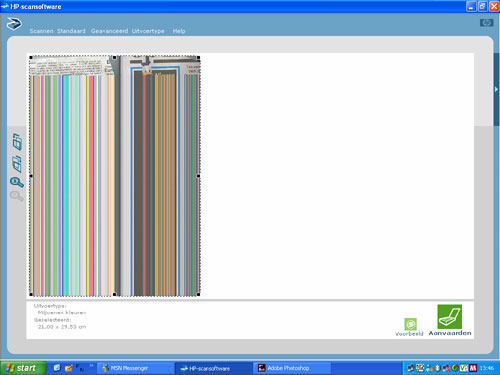 HP-scansoftware
Scannen Standaard Geavanceerd Uitvoertype Help
Uitvoertype:
Miljoenen kleuren
Geselecteerd:
21,00 x 29,53 cm
Voorbeeld Aanvaarden
start MSN Messenger HP-scansoftware Adobe Photoshop 13:46